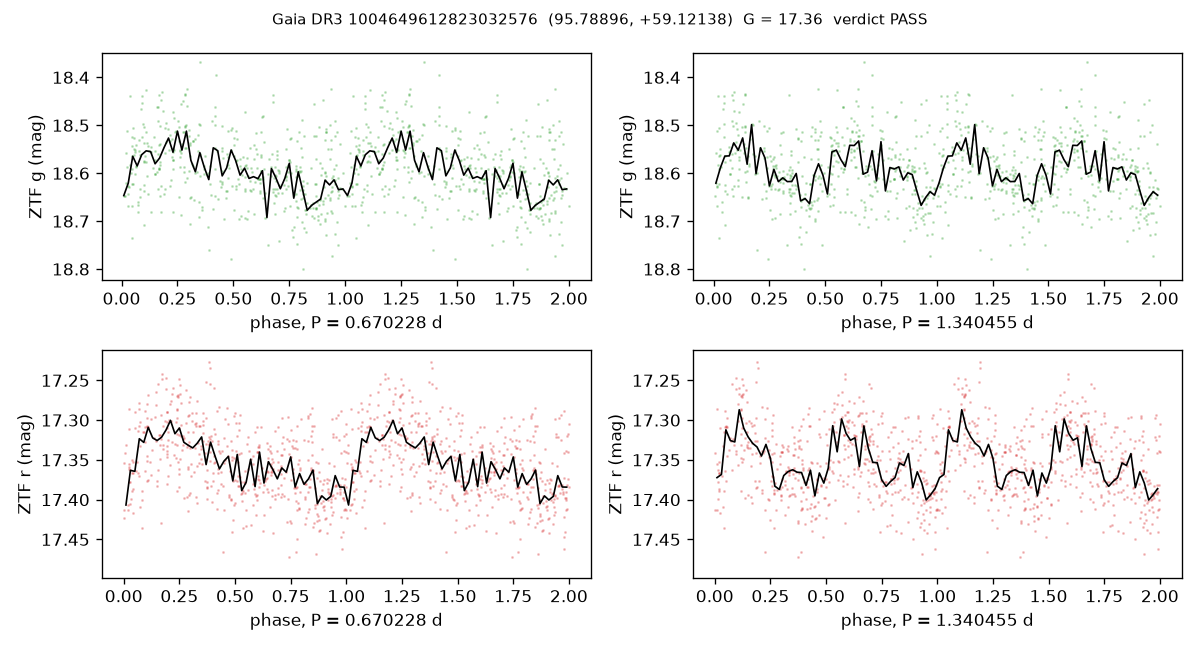 Gaia DR3 1004649612823032576  (95.78896, +59.12138)  G = 17.36  verdict PASS
ZTF g (mag)
18.4
18.5
18.6
18.7
18.8
0.00 0.25 0.50 0.75 1.00 1.25 1.50 1.75 2.00
phase, P = 0.670228 d
ZTF g (mag)
18.4
18.5
18.6
18.7
18.8
0.00 0.25 0.50 0.75 1.00 1.25 1.50 1.75 2.00
phase, P = 1.340455 d
ZTF r (mag)
17.25
17.30
17.35
17.40
17.45
0.00 0.25 0.50 0.75 1.00 1.25 1.50 1.75 2.00
phase, P = 0.670228 d
ZTF r (mag)
17.25
17.30
17.35
17.40
17.45
0.00 0.25 0.50 0.75 1.00 1.25 1.50 1.75 2.00
phase, P = 1.340455 d